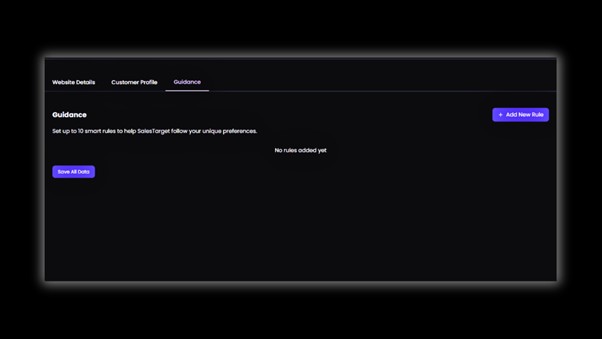 Website Details
Customer Profile
Guidance
Guidance
+ Add New Rule
Set up to 10 smart rules to help SalesTarget follow your unique preferences.
No rules added yet
Save All Data